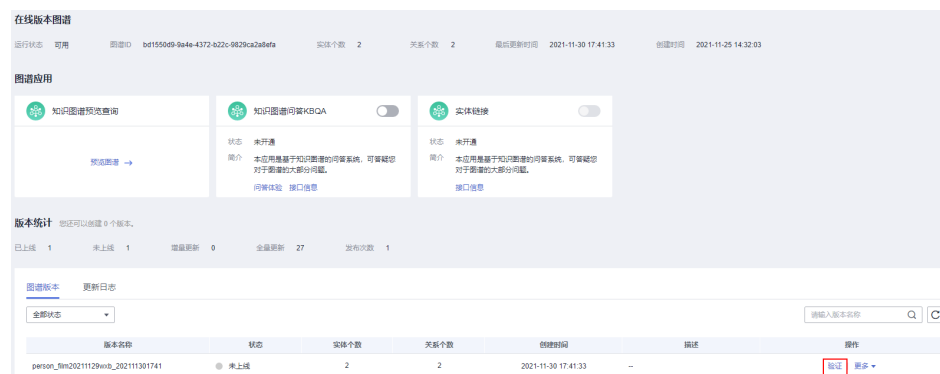 在线版本图谱
运行状态 可用 图谱ID bd1550d9-9a4e-4372-b22c-9829ca2a8efa 实体个数 2 关系个数 2 最后更新时间 2021-11-30 17:41:33 创建时间 2021-11-25 14:32:03
图谱应用
知识图谱预览查询 知识图谱问答KBQA 实体链接
状态 未开通 状态 未开通
预览图谱 → 简介 本应用是基于知识图谱的问答系统，可答疑您 简介 本应用是基于知识图谱的问答系统，可答疑您
对于图谱的大部分问题。 对于图谱的大部分问题。
问答体验 接口信息 接口信息
版本统计 您还可以创建 0 个版本。
已上线 1 未上线 1 增量更新 0 全量更新 27 发布次数 1
图谱版本 更新日志
全部状态 请输入版本名称
版本名称 状态 实体个数 关系个数 创建时间 描述 操作
person_film20211129wxb_202111301741 未上线 2 2 2021-11-30 17:41:33 -- 验证 更多